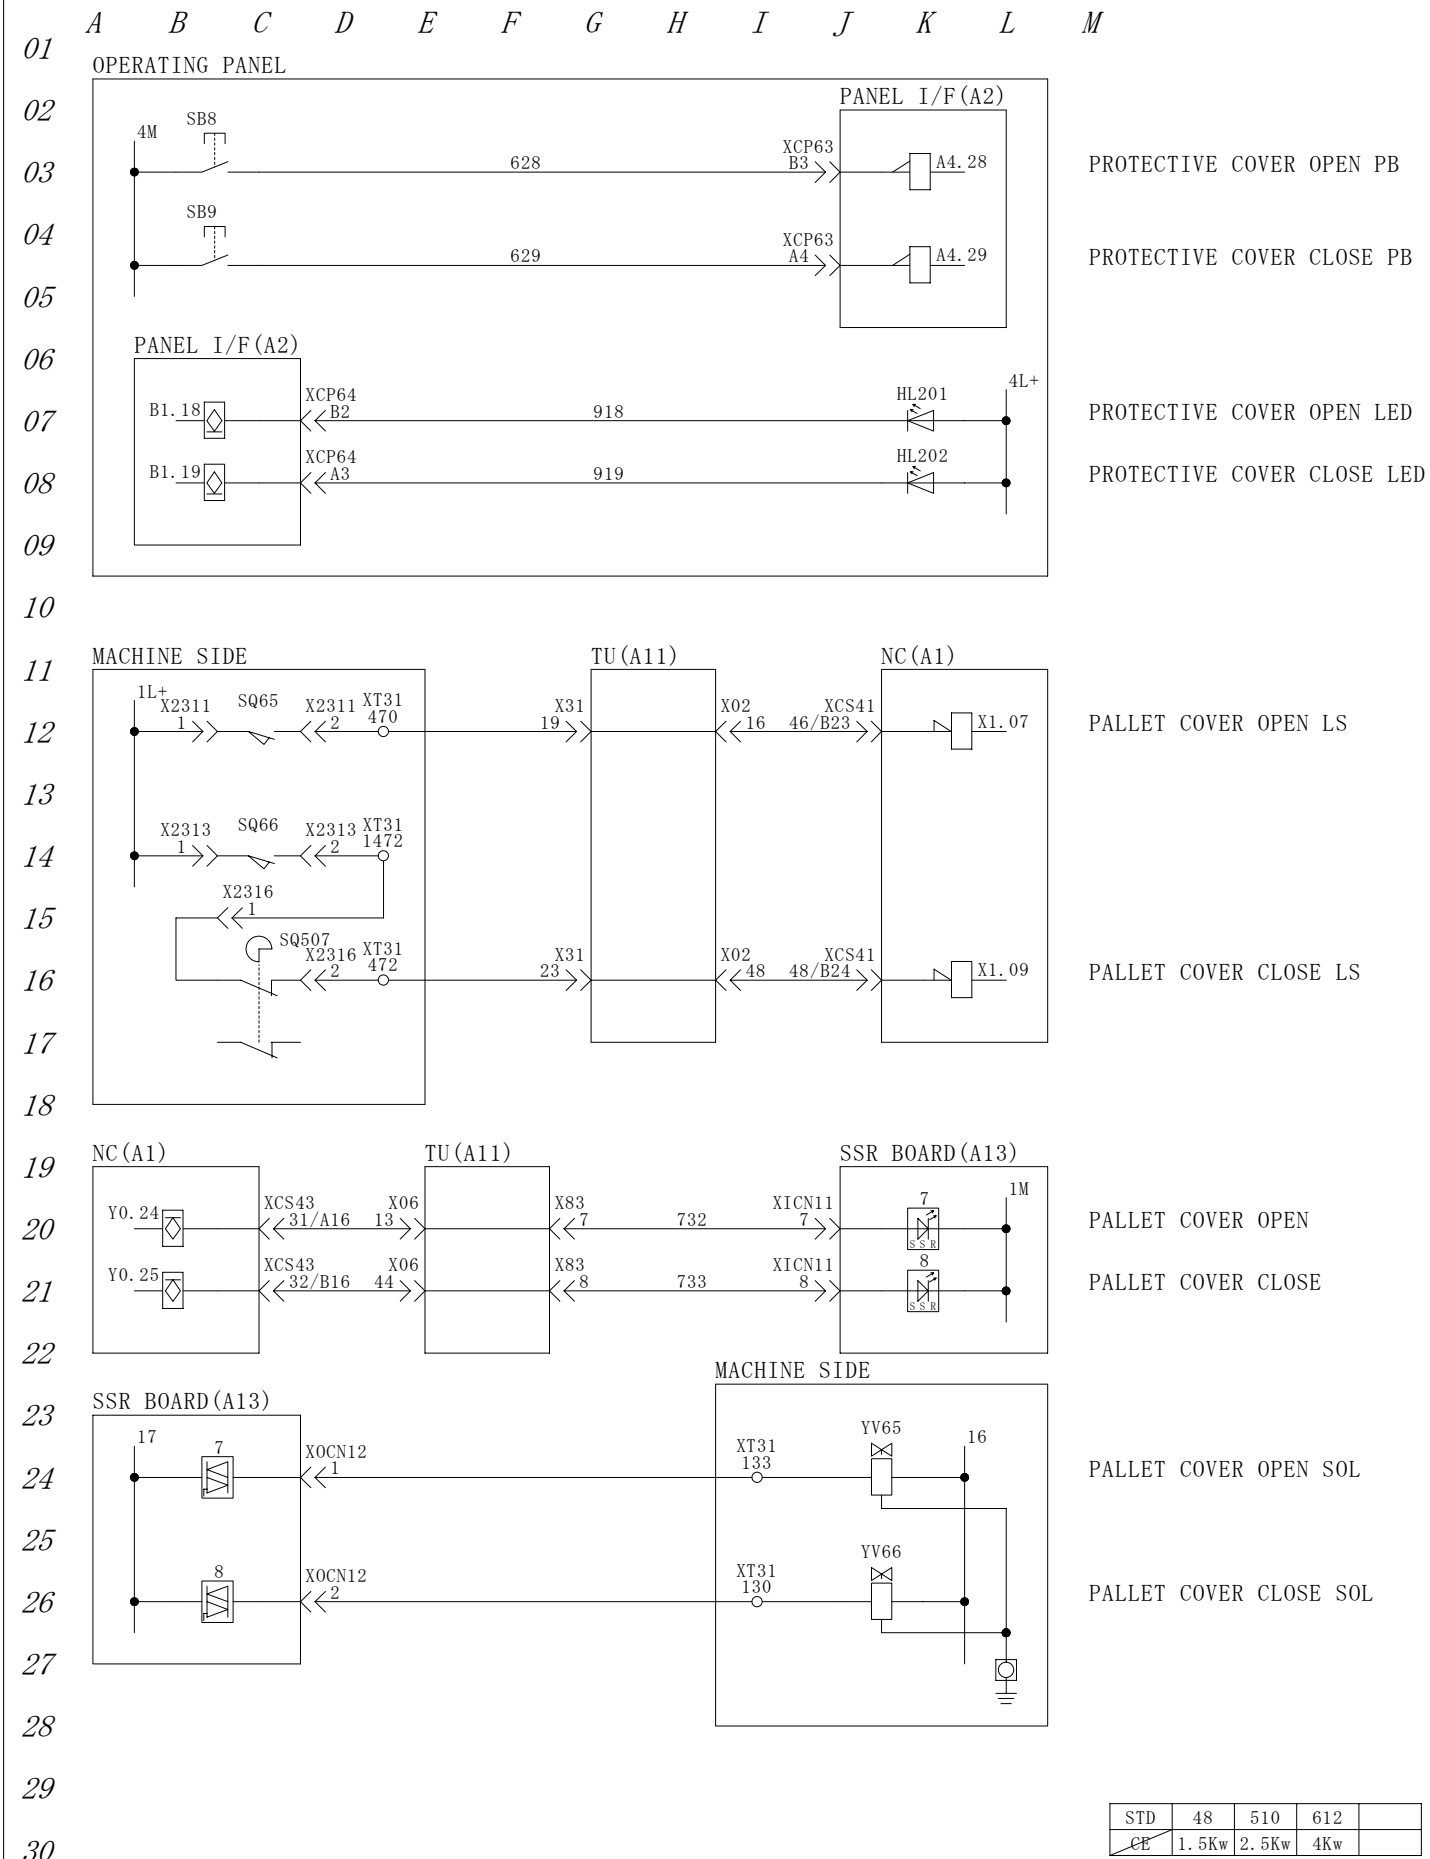 A B C D E F G H I J K L M
01
OPERATING PANEL
02
PANEL I/F(A2)
4M
SB8
03
628
XCP63
B3
A4.28
PROTECTIVE COVER OPEN PB
04
SB9
629
XCP63
A4
A4.29
PROTECTIVE COVER CLOSE PB
05
06
PANEL I/F(A2)
4L+
07
B1.18
XCP64
B2
918
HL201
PROTECTIVE COVER OPEN LED
08
B1.19
XCP64
A3
919
HL202
PROTECTIVE COVER CLOSE LED
09
10
11
MACHINE SIDE
TU(A11)
NC(A1)
1L+
12
X2311
1
SQ65
X2311
2
XT31
470
X31
19
X02
16
XCS41
46/B23
X1.07
PALLET COVER OPEN LS
13
14
X2313
1
SQ66
X2313
2
XT31
1472
15
X2316
1
16
SQ507
X2316
2
XT31
472
X31
23
X02
48
XCS41
48/B24
X1.09
PALLET COVER CLOSE LS
17
18
19
NC(A1)
TU(A11)
SSR BOARD(A13)
1M
20
Y0.24
XCS43
31/A16
X06
13
X83
7
732
XICN11
7
7
SSR
PALLET COVER OPEN
21
Y0.25
XCS43
32/B16
X06
44
X83
8
733
XICN11
8
8
SSR
PALLET COVER CLOSE
22
MACHINE SIDE
23
SSR BOARD(A13)
17
16
24
7
XOCN12
1
XT31
133
YV65
PALLET COVER OPEN SOL
25
26
8
XOCN12
2
XT31
130
YV66
PALLET COVER CLOSE SOL
27
28
29
30
STD 48 510 612
CE 1.5Kw 2.5Kw 4Kw